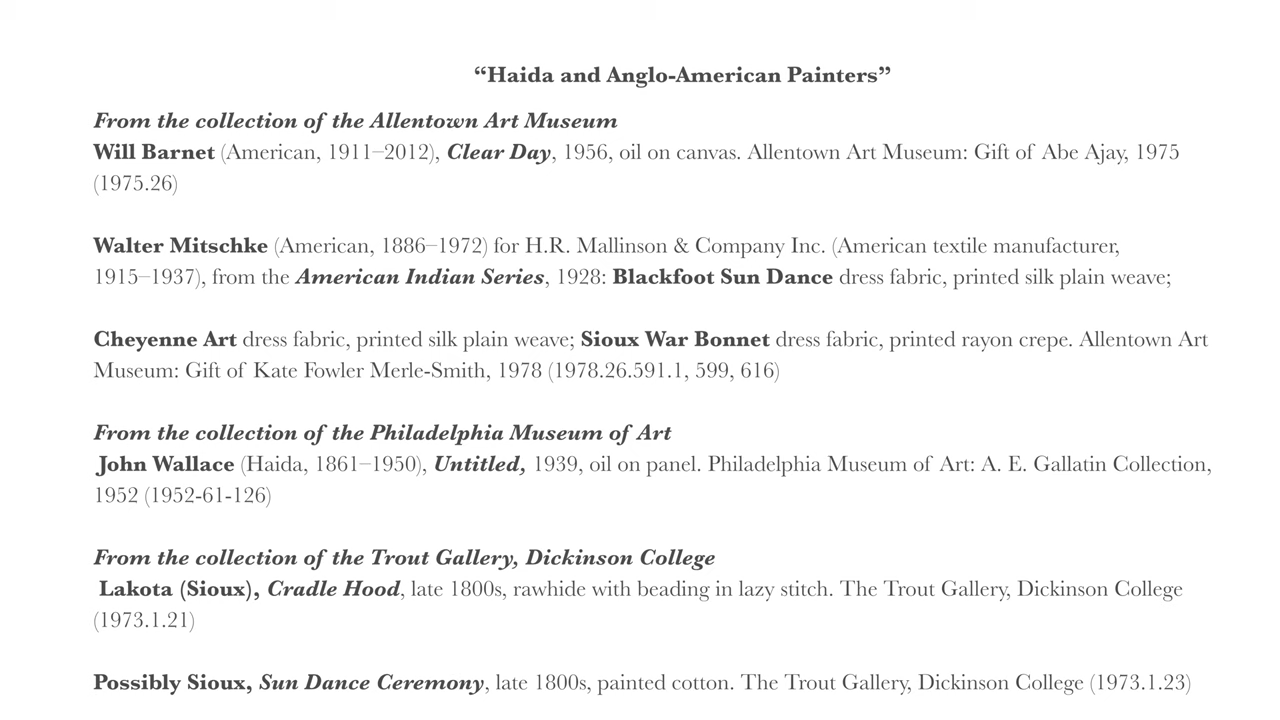 “Haida and Anglo-American Painters”
From the collection of the Allentown Art Museum
Will Barnet (American, 1911–2012), Clear Day, 1956, oil on canvas. Allentown Art Museum: Gift of Abe Ajay, 1975
(1975.26)
Walter Mitschke (American, 1886–1972) for H.R. Mallinson & Company Inc. (American textile manufacturer,
1915–1937), from the American Indian Series, 1928: Blackfoot Sun Dance dress fabric, printed silk plain weave;
Cheyenne Art dress fabric, printed silk plain weave; Sioux War Bonnet dress fabric, printed rayon crepe. Allentown Art
Museum: Gift of Kate Fowler Merle-Smith, 1978 (1978.26.591.1, 599, 616)
From the collection of the Philadelphia Museum of Art
John Wallace (Haida, 1861–1950), Untitled, 1939, oil on panel. Philadelphia Museum of Art: A. E. Gallatin Collection,
1952 (1952-61-126)
From the collection of the Trout Gallery, Dickinson College
Lakota (Sioux), Cradle Hood, late 1800s, rawhide with beading in lazy stitch. The Trout Gallery, Dickinson College
(1973.1.21)
Possibly Sioux, Sun Dance Ceremony, late 1800s, painted cotton. The Trout Gallery, Dickinson College (1973.1.23)